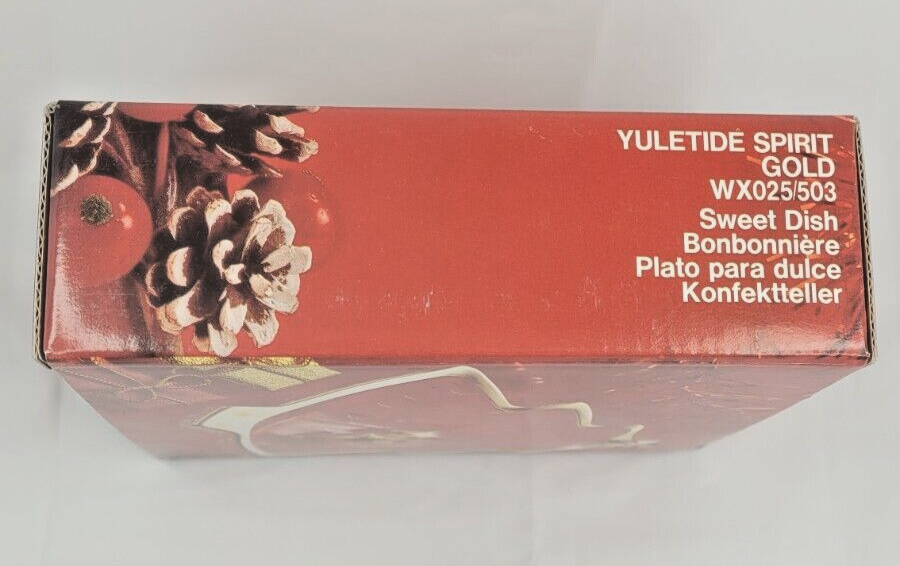 YULETIDE SPIRIT
GOLD
WX025/503
Sweet Dish
Bonbonnière
Plato para dulce
Konfektteller